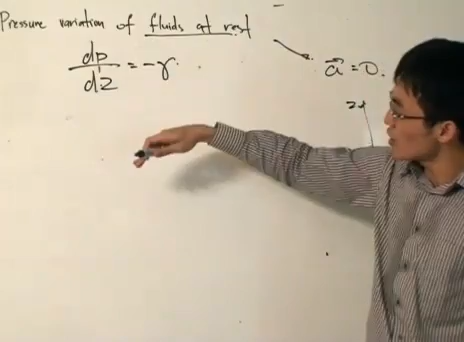 Pressure variation of fluids at rest
dp/dz = -γ.
a⃗ = 0.
z↑